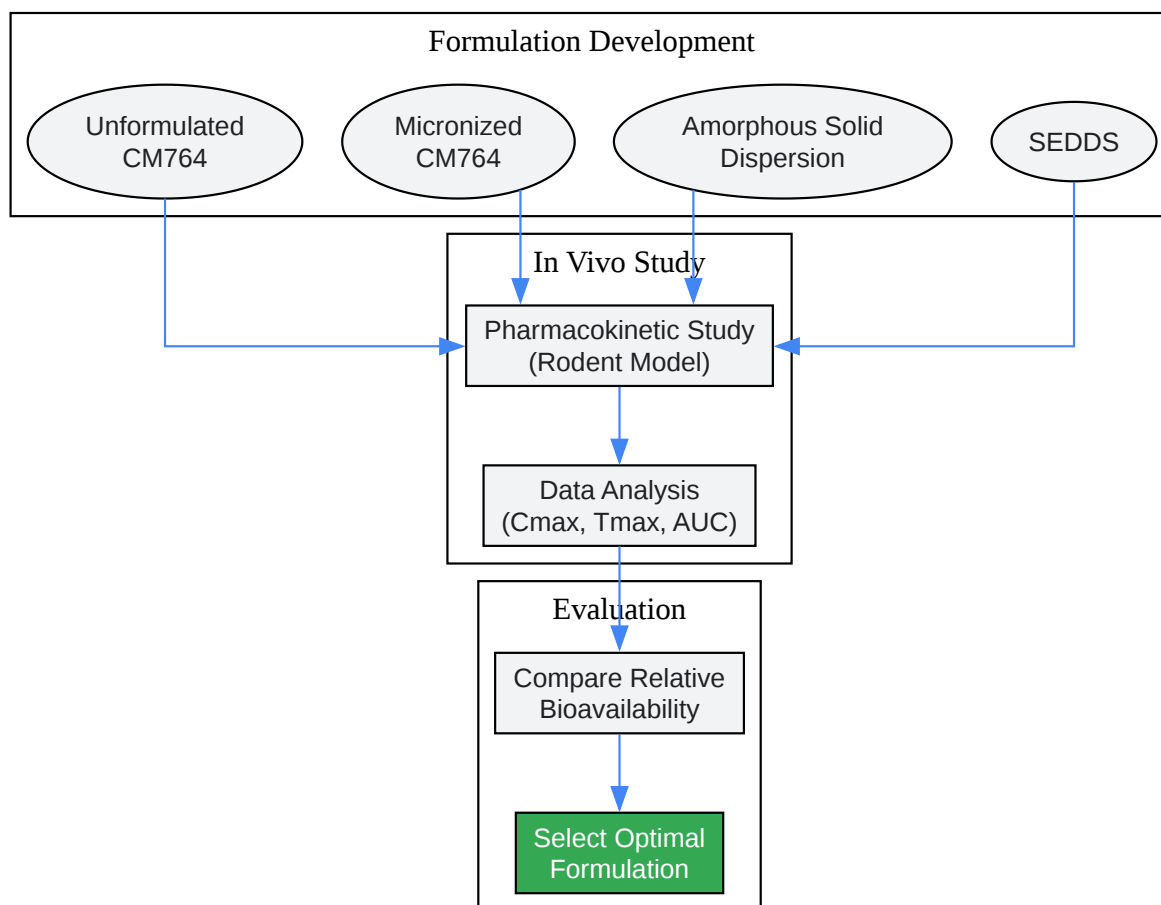 Formulation Development
Unformulated
CM764
Micronized
CM764
Amorphous Solid
Dispersion
SEDDS
In Vivo Study
Pharmacokinetic Study
(Rodent Model)
Data Analysis
(Cmax, Tmax, AUC)
Evaluation
Compare Relative
Bioavailability
Select Optimal
Formulation